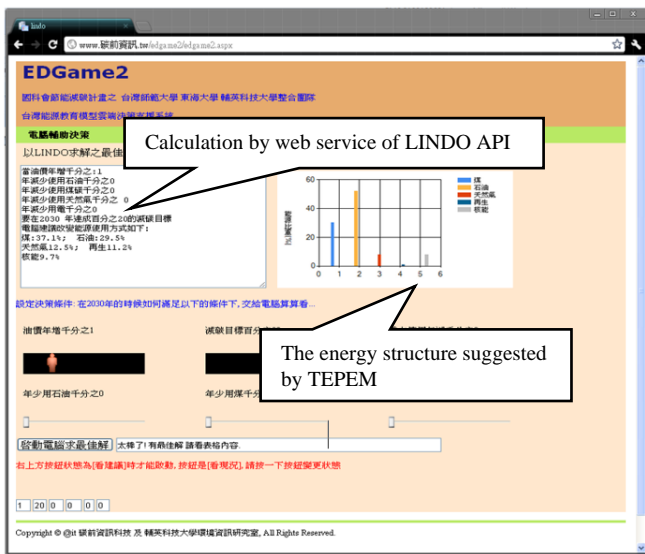 lindo
www.碳前資訊.tw/edgame2/edgame2.aspx
EDGame2
國科會節能減碳計畫之 台灣師範大學 東海大學 輔英科技大學整合團隊
台灣能源教育模型雲端決策支援系統
電腦輔助決策
Calculation by web service of LINDO API
以LINDO求解之最佳
當油價年增千分之:1
年減少使用石油千分之0
年減少使用煤碳千分之0
年減少使用天然氣千分之 0
年減少用電千分之0
要在2030 年達成百分之20的減碳目標
電腦建議改變能源使用方式如下:
煤:37.1%; 石油:29.5%
天然氣12.5%; 再生11.2%
核能9.7%
60
40
20
0
0 1 2 3 4 5 6
煤
石油
天然氣
再生
核能
設定決策條件: 在2030年的時候如何滿足以下的條件下, 交給電腦算算看...
油價年增千分之1
減碳目標百分
The energy structure suggested
by TEPEM
年少用石油千分之0
年少用煤千分
啟動電腦求最佳解
太棒了! 有最佳解 請看表格內容.
右上方按鈕狀態為[看建議]時才能啟動, 按鈕是[看現況], 請按一下按鈕變更狀態
1 20 0 0 0 0
Copyright © @it 碳前資訊科技 及 輔英科技大學環境資訊研究室, All Rights Reserved.